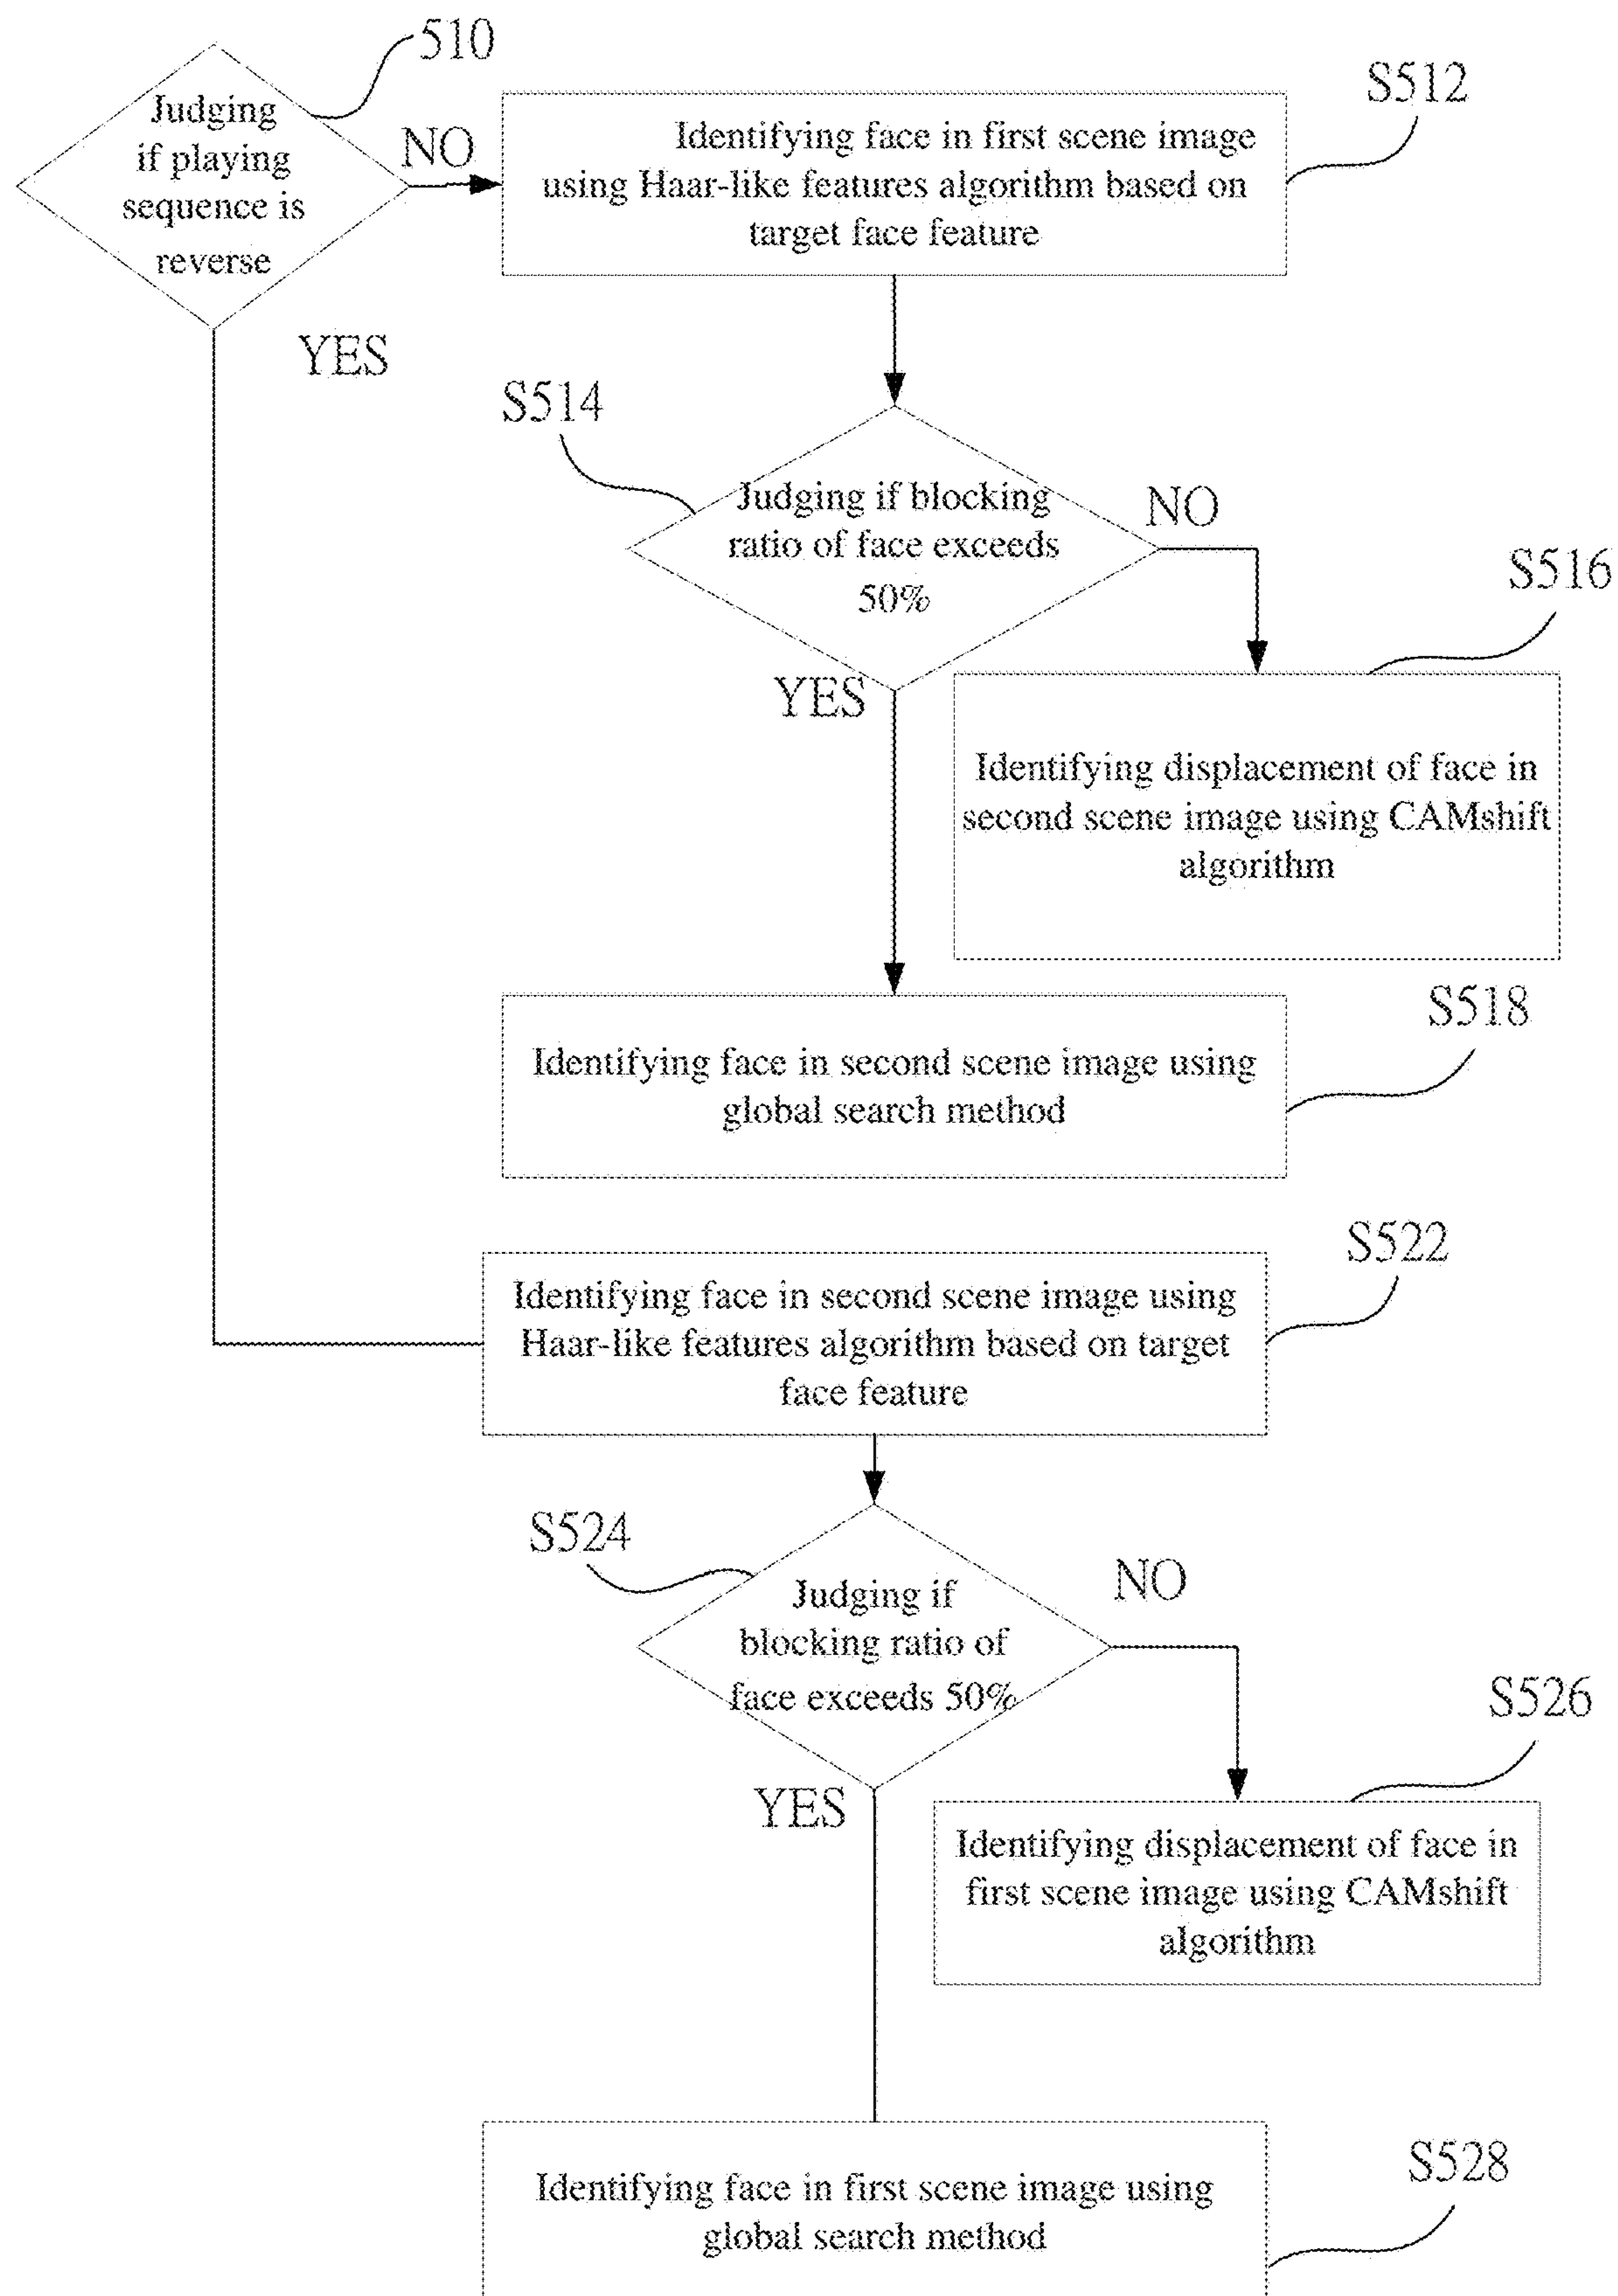 510
Judging
if playing
sequence is
reverse
NO
YES
S512
Identifying face in first scene image
using Haar-like features algorithm based on
target face feature
S514
Judging if blocking
ratio of face exceeds
50%
NO
YES
S516
Identifying displacement of face in
second scene image using CAMshift
algorithm
S518
Identifying face in second scene image using
global search method
S522
Identifying face in second scene image using
Haar-like features algorithm based on target
face feature
S524
Judging if
blocking ratio of
face exceeds 50%
NO
YES
S526
Identifying displacement of face in
first scene image using CAMshift
algorithm
S528
Identifying face in first scene image using
global search method